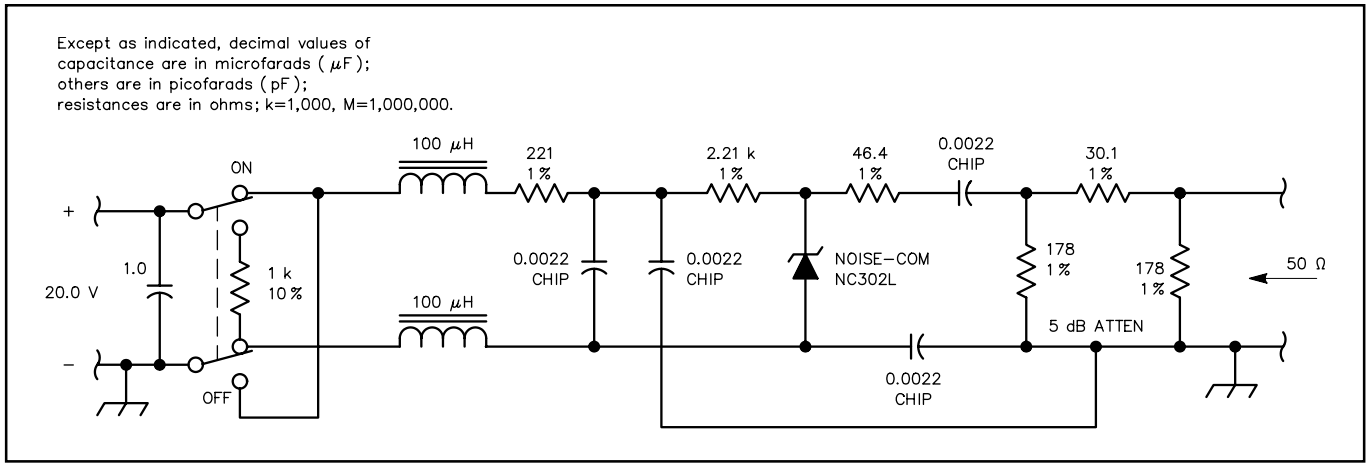 Except as indicated, decimal values of
capacitance are in microfarads ( μF);
others are in picofarads (pF);
resistances are in ohms; k=1,000, M=1,000,000.
ON
100 μH
221
1%
2.21 k
1%
46.4
1%
0.0022
CHIP
30.1
1%
+
1.0
20.0 V
−
1 k
10%
OFF
100 μH
0.0022
CHIP
0.0022
CHIP
NOISE-COM
NC302L
178
1%
178
1%
50 Ω
5 dB ATTEN
0.0022
CHIP